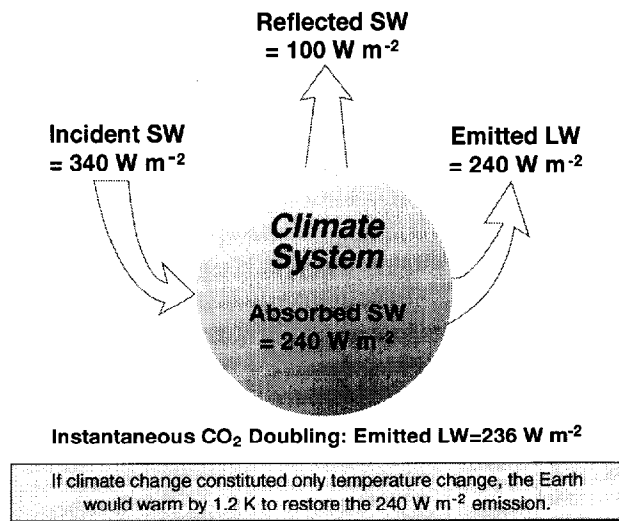 Reflected SW
= 100 W m⁻²
Incident SW
= 340 W m⁻²
Emitted LW
= 240 W m⁻²
Climate
System
Absorbed SW
= 240 W m⁻²
Instantaneous CO₂ Doubling: Emitted LW=236 W m⁻²
If climate change constituted only temperature change, the Earth
would warm by 1.2 K to restore the 240 W m⁻² emission.